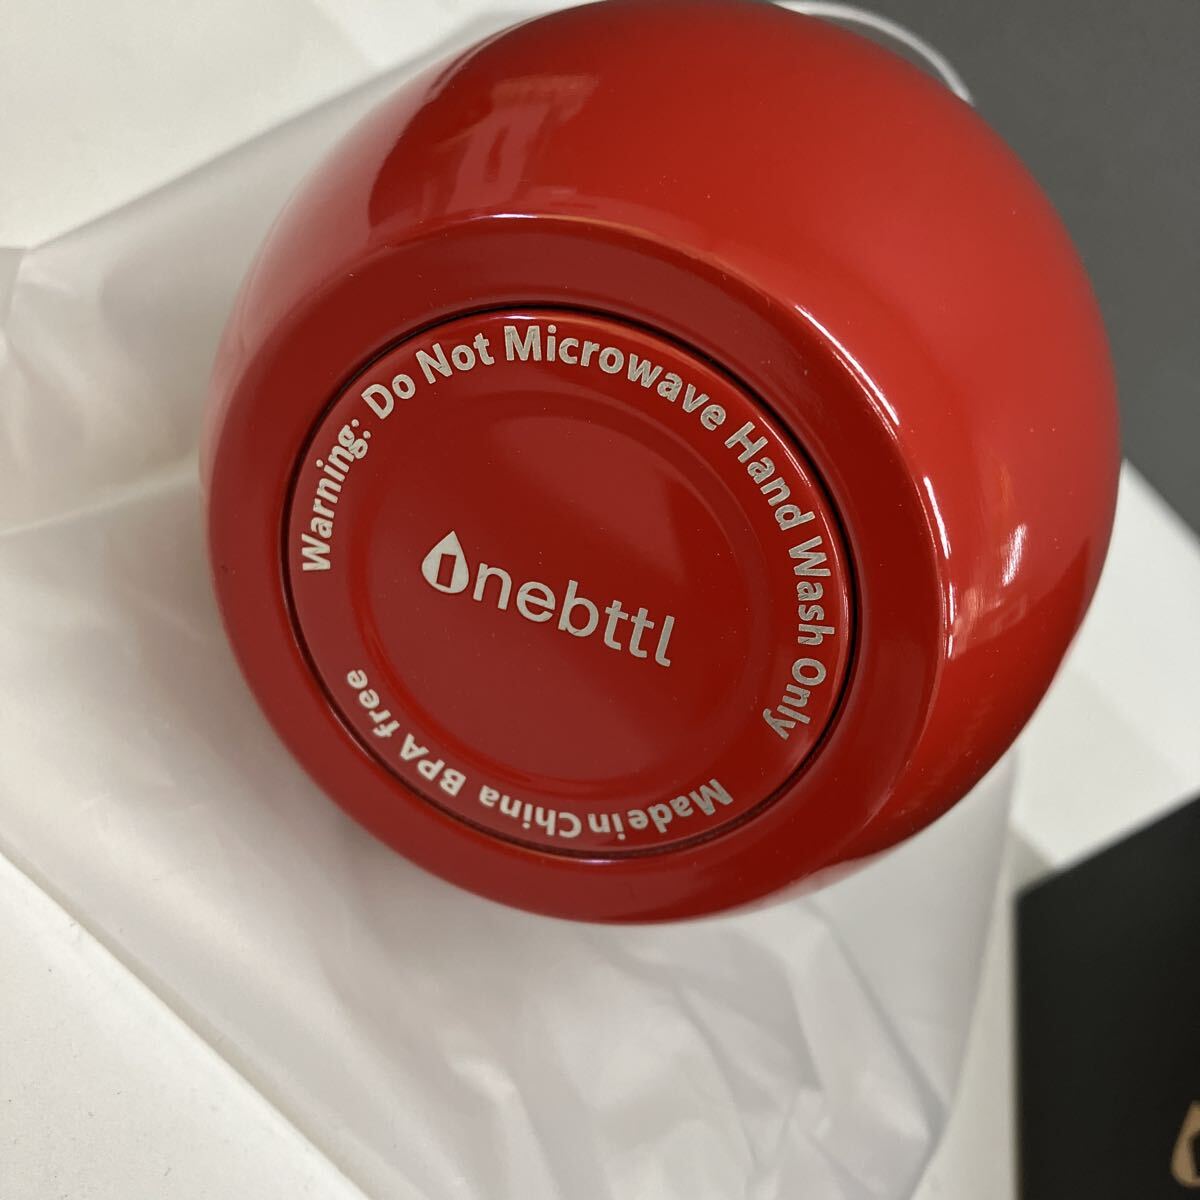 Warning: Do Not Microwave Hand Wash Only
Onebttl
Made in China BPA free